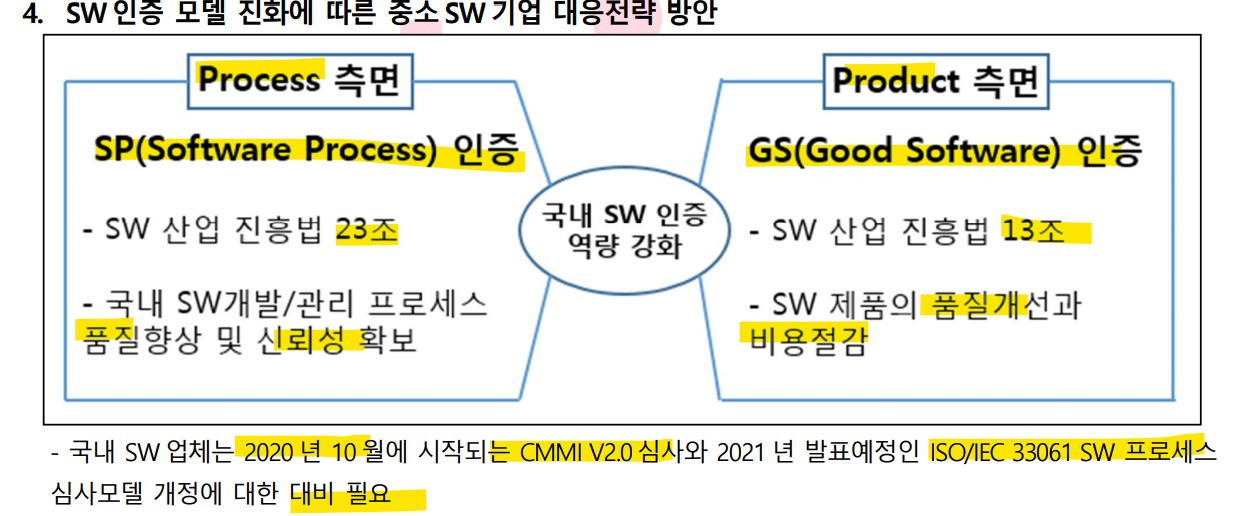 4. SW 인증 모델 진화에 따른 중소 SW 기업 대응전략 방안
Process 측면
SP(Software Process) 인증
- SW 산업 진흥법 23조
- 국내 SW개발/관리 프로세스
품질향상 및 신뢰성 확보
국내 SW 인증
역량 강화
Product 측면
GS(Good Software) 인증
- SW 산업 진흥법 13조
- SW 제품의 품질개선과
비용절감
- 국내 SW 업체는 2020 년 10 월에 시작되는 CMMI V2.0 심사와 2021 년 발표예정인 ISO/IEC 33061 SW 프로세스
심사모델 개정에 대한 대비 필요